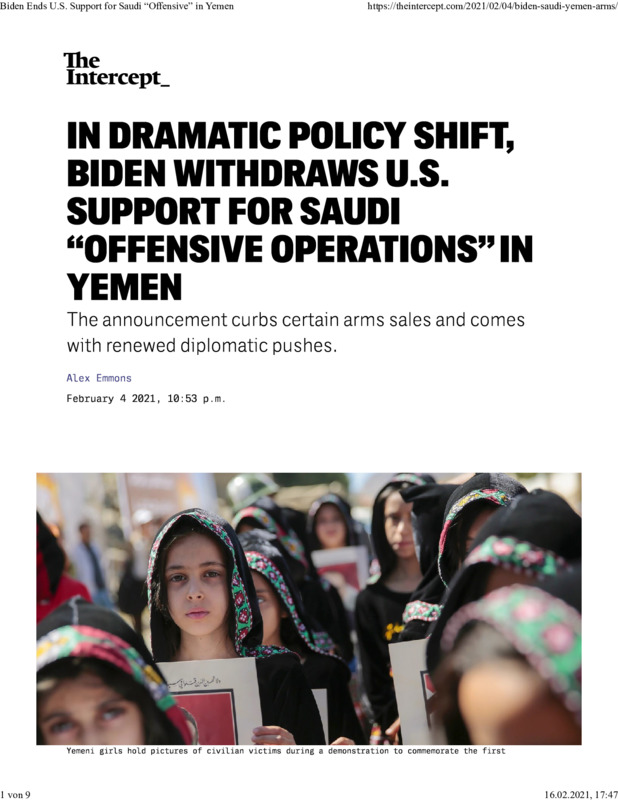 Biden Ends U.S. Support for Saudi “Offensive” in Yemen
https://theintercept.com/2021/02/04/biden-saudi-yemen-arms/
The
Intercept_
IN DRAMATIC POLICY SHIFT,
BIDEN WITHDRAWS U.S.
SUPPORT FOR SAUDI
“OFFENSIVE OPERATIONS” IN
YEMEN
The announcement curbs certain arms sales and comes
with renewed diplomatic pushes.
Alex Emmons
February 4 2021, 10:53 p.m.
Yemeni girls hold pictures of civilian victims during a demonstration to commemorate the first
1 von 9
16.02.2021, 17:47